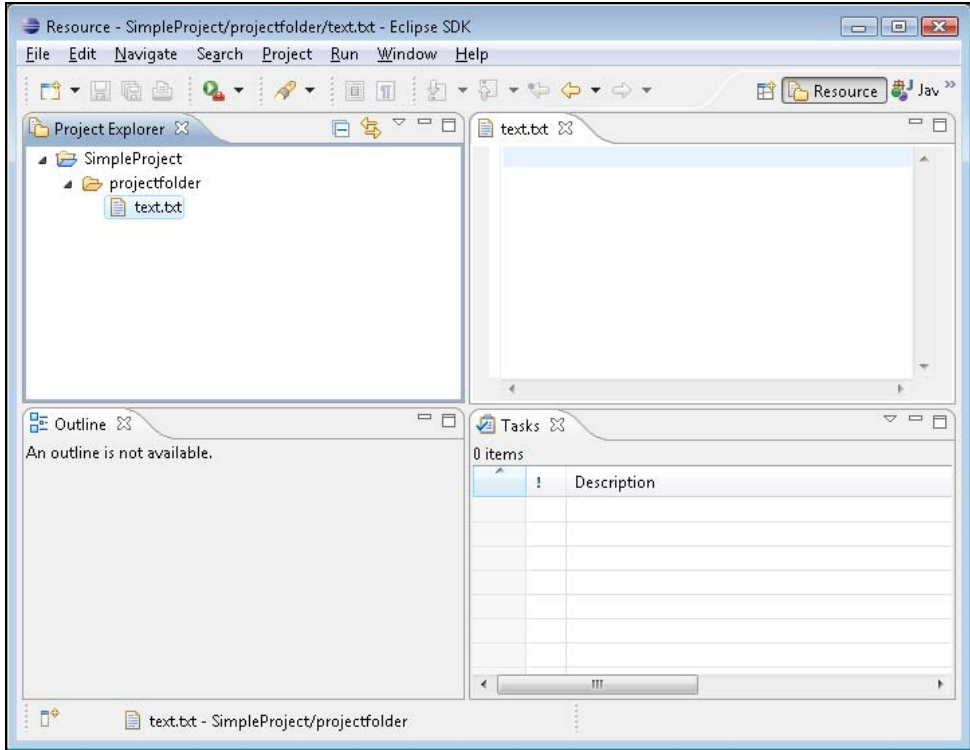 Resource - SimpleProject/projectfolder/text.txt - Eclipse SDK
File Edit Navigate Search Project Run Window Help
Resource Jav »
Project Explorer
SimpleProject
projectfolder
text.txt
text.txt
Outline
An outline is not available.
Tasks
0 items
! Description
text.txt - SimpleProject/projectfolder